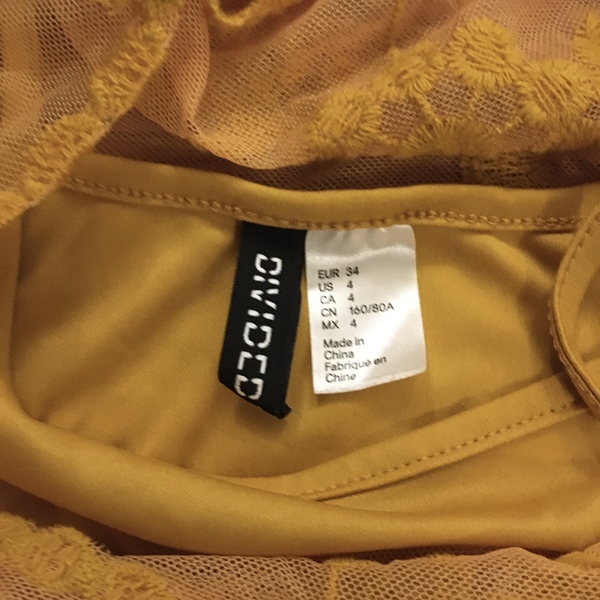 DIVIDED
EUR 34
US 4
CA 4
CN 160/80A
MX 4
Made in
China
Fabriqué en
Chine